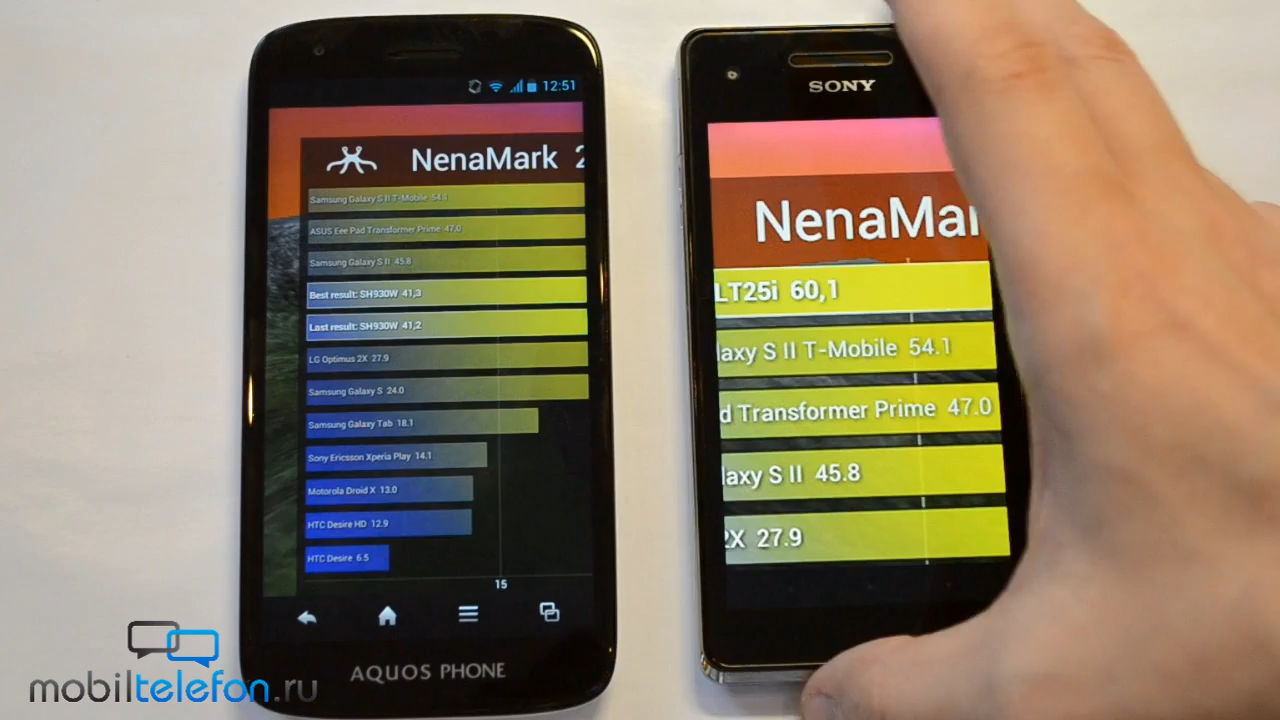 12:51
NenaMark 2
Samsung Galaxy S II T-Mobile 54.1
ASUS Eee Pad Transformer Prime 47.0
Samsung Galaxy S II 45.8
Best result: SH930W 41,3
Last result: SH930W 41,2
LG Optimus 2X 27.9
Samsung Galaxy S 24.0
Samsung Galaxy Tab 18.1
Sony Ericsson Xperia Play 14.1
Motorola Droid X 13.0
HTC Desire HD 12.9
HTC Desire 6.5
15
AQUOS PHONE
SONY
NenaMar
LT25i 60,1
laxy S II T-Mobile 54.1
d Transformer Prime 47.0
laxy S II 45.8
2X 27.9
mobiltelefon.ru